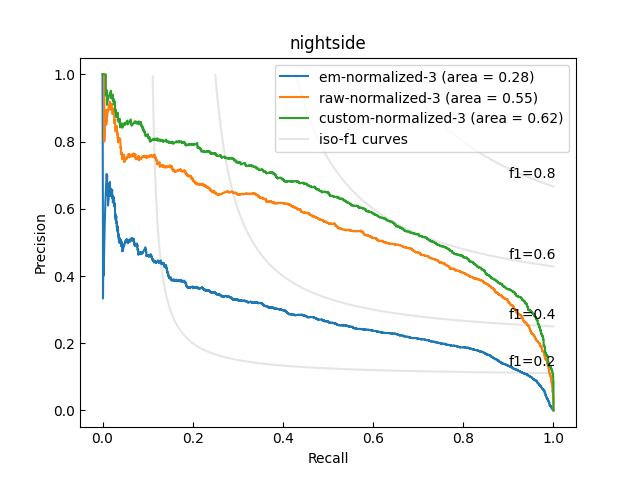 nightside
em-normalized-3 (area = 0.28)
raw-normalized-3 (area = 0.55)
custom-normalized-3 (area = 0.62)
iso-f1 curves
f1=0.8
f1=0.6
f1=0.4
f1=0.2
1.0
0.8
0.6
0.4
0.2
0.0
Precision
0.0 0.2 0.4 0.6 0.8 1.0
Recall